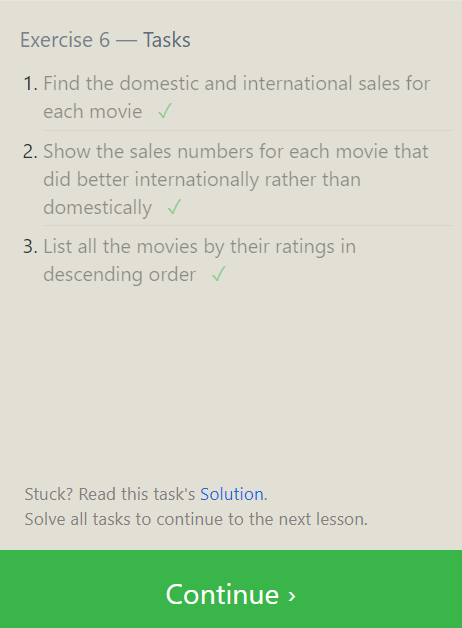 Exercise 6 — Tasks
1. Find the domestic and international sales for
each movie ✓
2. Show the sales numbers for each movie that
did better internationally rather than
domestically ✓
3. List all the movies by their ratings in
descending order ✓
Stuck? Read this task's Solution.
Solve all tasks to continue to the next lesson.
Continue ›